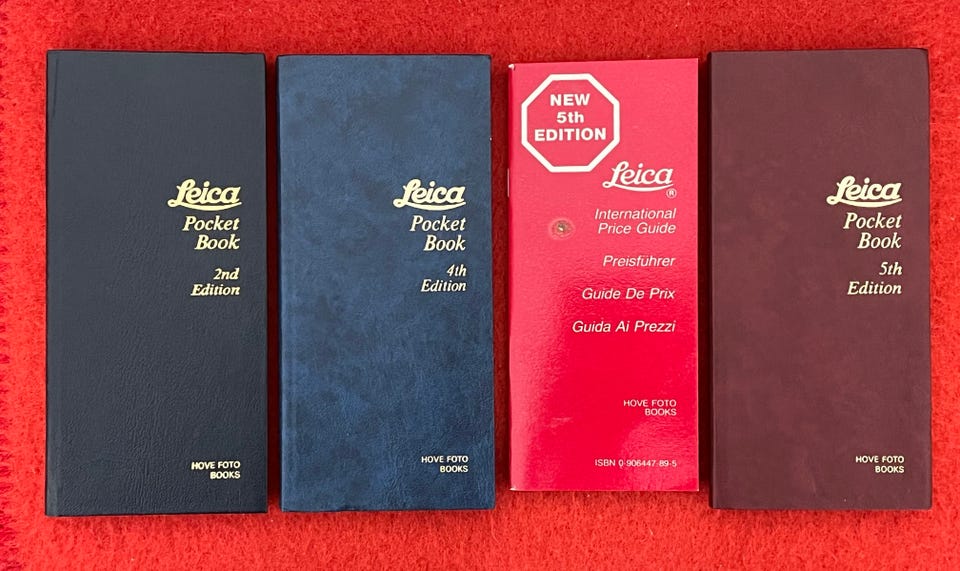 Leica
Pocket
Book
2nd
Edition
HOVE FOTO
BOOKS
Leica
Pocket
Book
4th
Edition
HOVE FOTO
BOOKS
NEW
5th
EDITION
Leica
®
International
Price Guide
Preisführer
Guide De Prix
Guida Ai Prezzi
HOVE FOTO
BOOKS
ISBN 0-906447-89-5
Leica
Pocket
Book
5th
Edition
HOVE FOTO
BOOKS